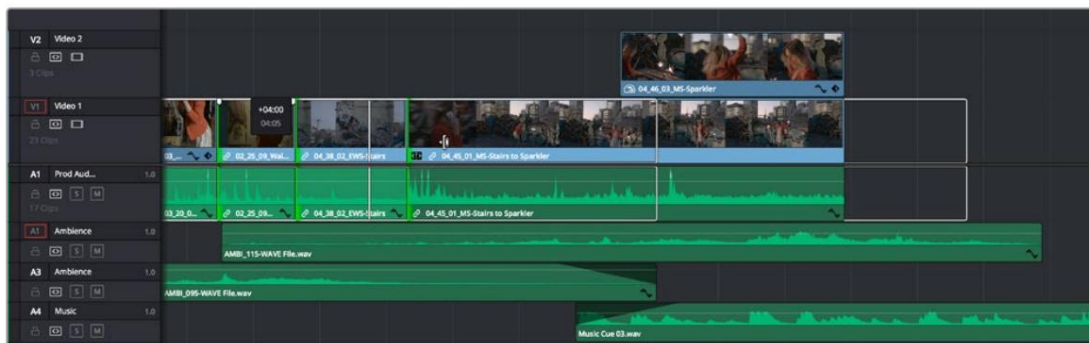 V2 Video 2
3 Clips
04_46_03_MS-Sparkler
V1 Video 1
23 Clips
+04:00
04:05
03_...
02_25_09_Wal...
04_38_02_EWS-Stairs
04_45_01_MS-Stairs to Sparkler
A1 Prod Aud... 1.0
S M
17 Clips
03_20_0...
02_25_09...
04_38_02_EWS-Stairs
04_45_01_MS-Stairs to Sparkler
A1 Ambience 1.0
S M
AMBI_115-WAVE File.wav
A3 Ambience 1.0
S M
AMBI_095-WAVE File.wav
A4 Music 1.0
S M
Music Cue 03.wav